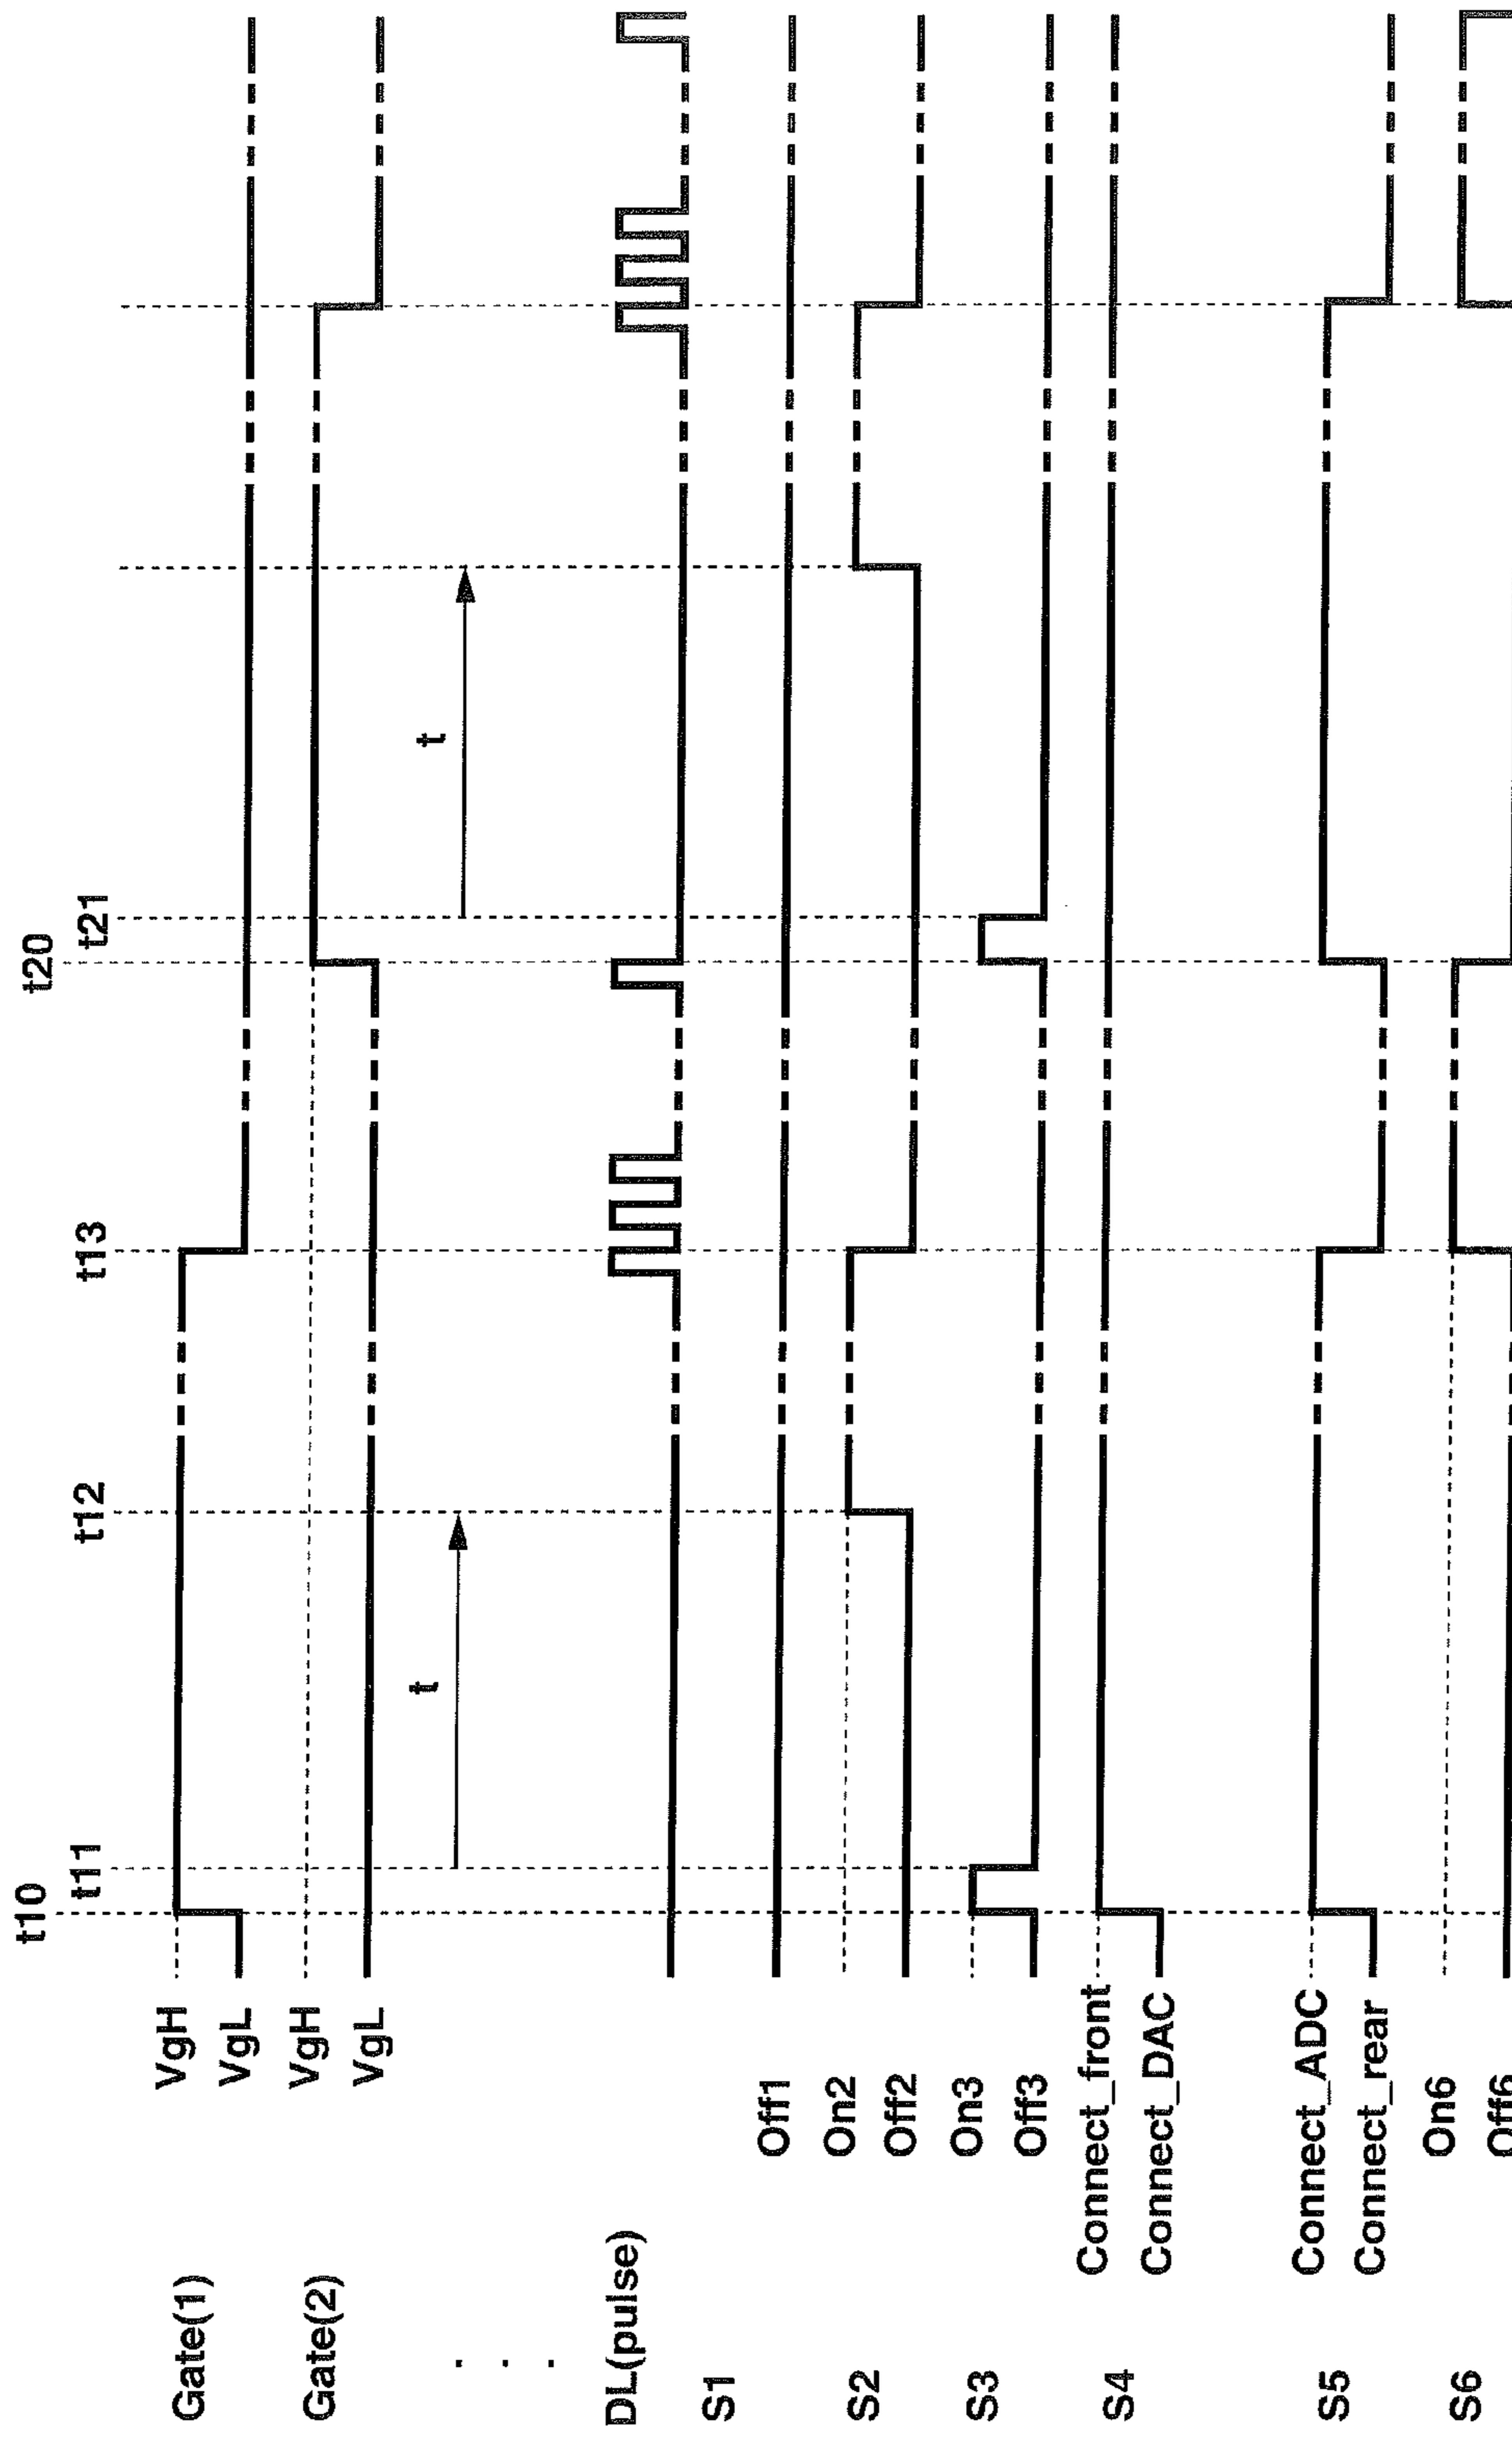 t10
t20
t11
t12
t13
t21
Gate(1)
VgH
VgL
Gate(2)
VgH
VgL
t
t
. . .
DL(pulse)
S1
Off1
S2
On2
Off2
S3
On3
Off3
S4
Connect_front
Connect_DAC
S5
Connect_ADC
Connect_rear
S6
On6
Off6